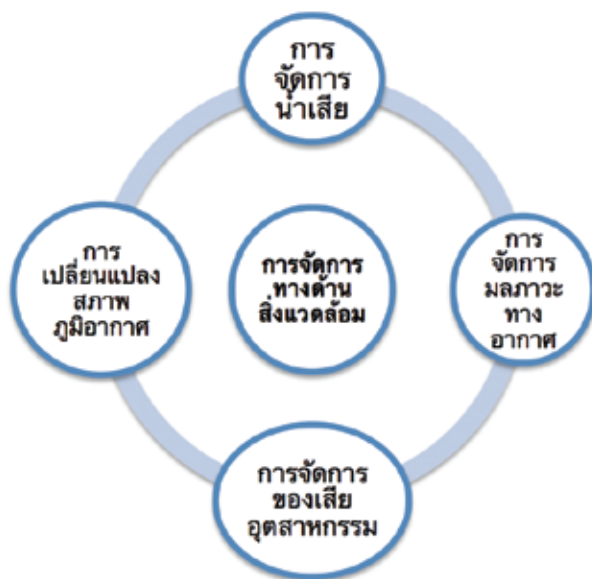 การ
จัดการ
น้ำเสีย
การ
เปลี่ยนแปลง
สภาพ
ภูมิอากาศ
การจัดการ
ทางด้าน
สิ่งแวดล้อม
การ
จัดการ
มลภาวะ
ทาง
อากาศ
การจัดการ
ของเสีย
อุตสาหกรรม